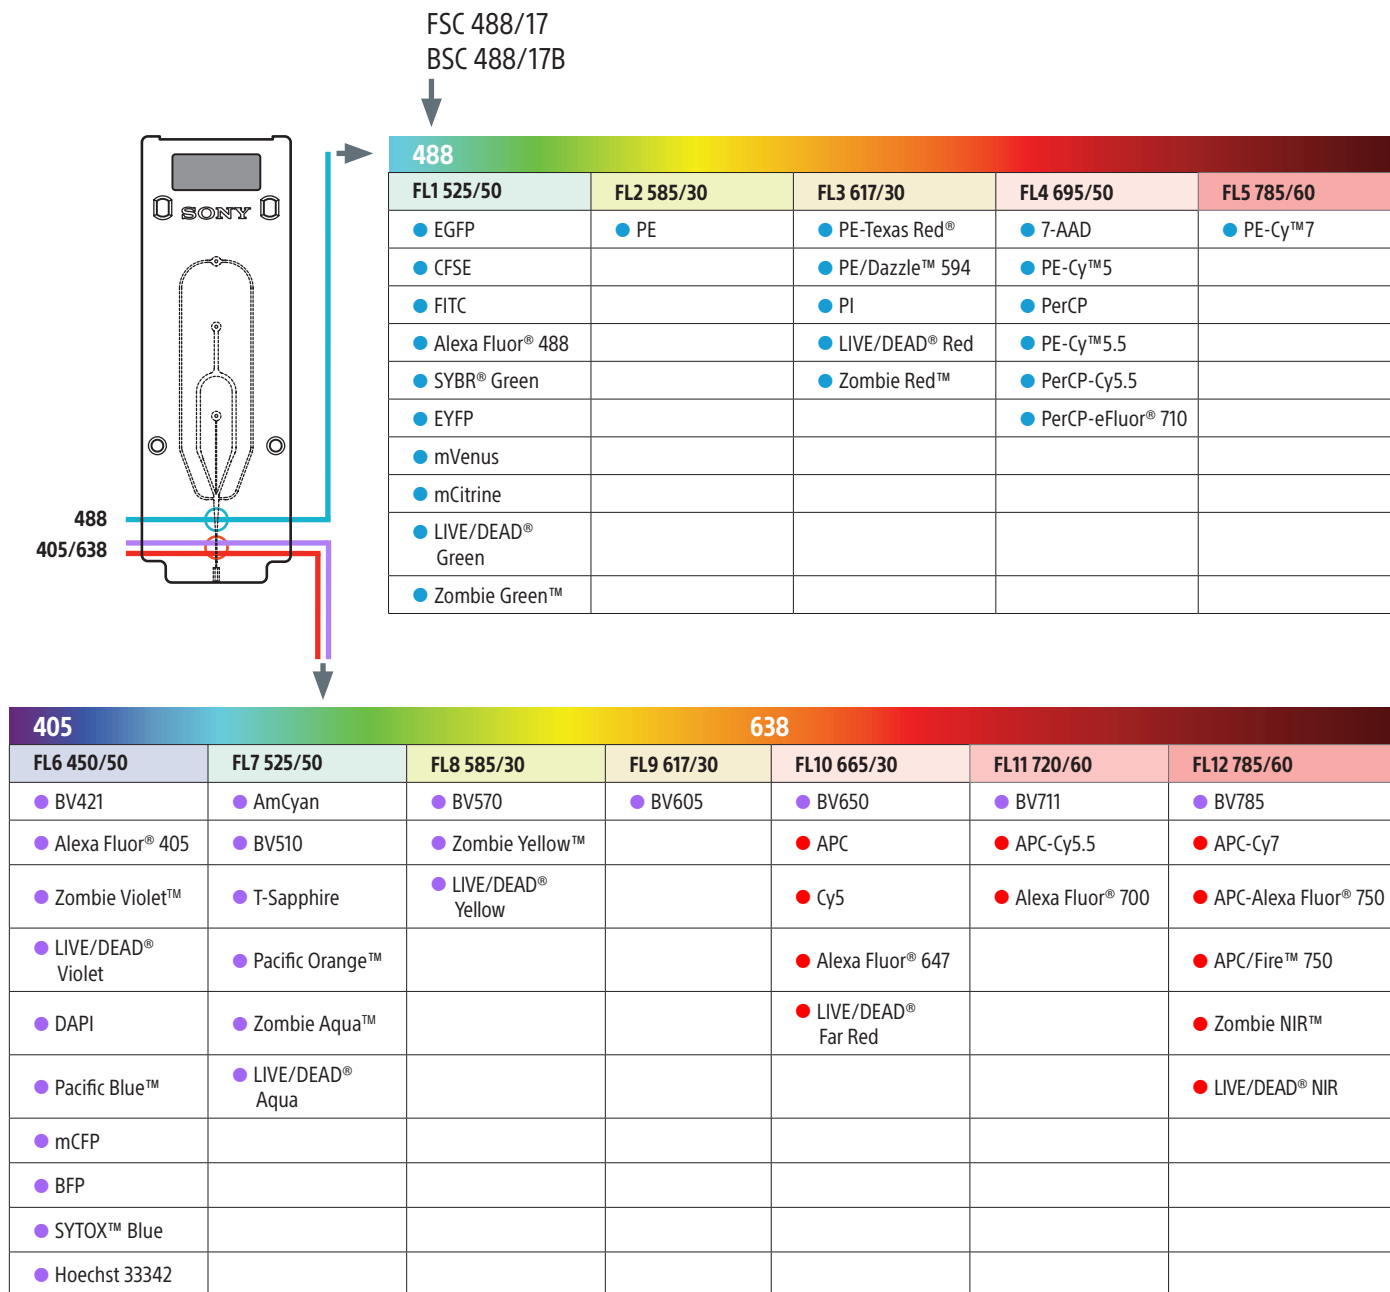 FSC 488/17
BSC 488/17B
SONY
488
405/638
488
FL1 525/50 FL2 585/30 FL3 617/30 FL4 695/50 FL5 785/60
EGFP PE PE-Texas Red® 7-AAD PE-Cy™7
CFSE PE/Dazzle™ 594 PE-Cy™5
FITC PI PerCP
Alexa Fluor® 488 LIVE/DEAD® Red PE-Cy™5.5
SYBR® Green Zombie Red™ PerCP-Cy5.5
EYFP PerCP-eFluor® 710
mVenus
mCitrine
LIVE/DEAD®
Green
Zombie Green™
405 638
FL6 450/50 FL7 525/50 FL8 585/30 FL9 617/30 FL10 665/30 FL11 720/60 FL12 785/60
BV421 AmCyan BV570 BV605 BV650 BV711 BV785
Alexa Fluor® 405 BV510 Zombie Yellow™ APC APC-Cy5.5 APC-Cy7
Zombie Violet™ T-Sapphire LIVE/DEAD®
Yellow Cy5 Alexa Fluor® 700 APC-Alexa Fluor® 750
LIVE/DEAD®
Violet Pacific Orange™ Alexa Fluor® 647 APC/Fire™ 750
DAPI Zombie Aqua™ LIVE/DEAD®
Far Red Zombie NIR™
Pacific Blue™ LIVE/DEAD®
Aqua LIVE/DEAD® NIR
mCFP
BFP
SYTOX™ Blue
Hoechst 33342